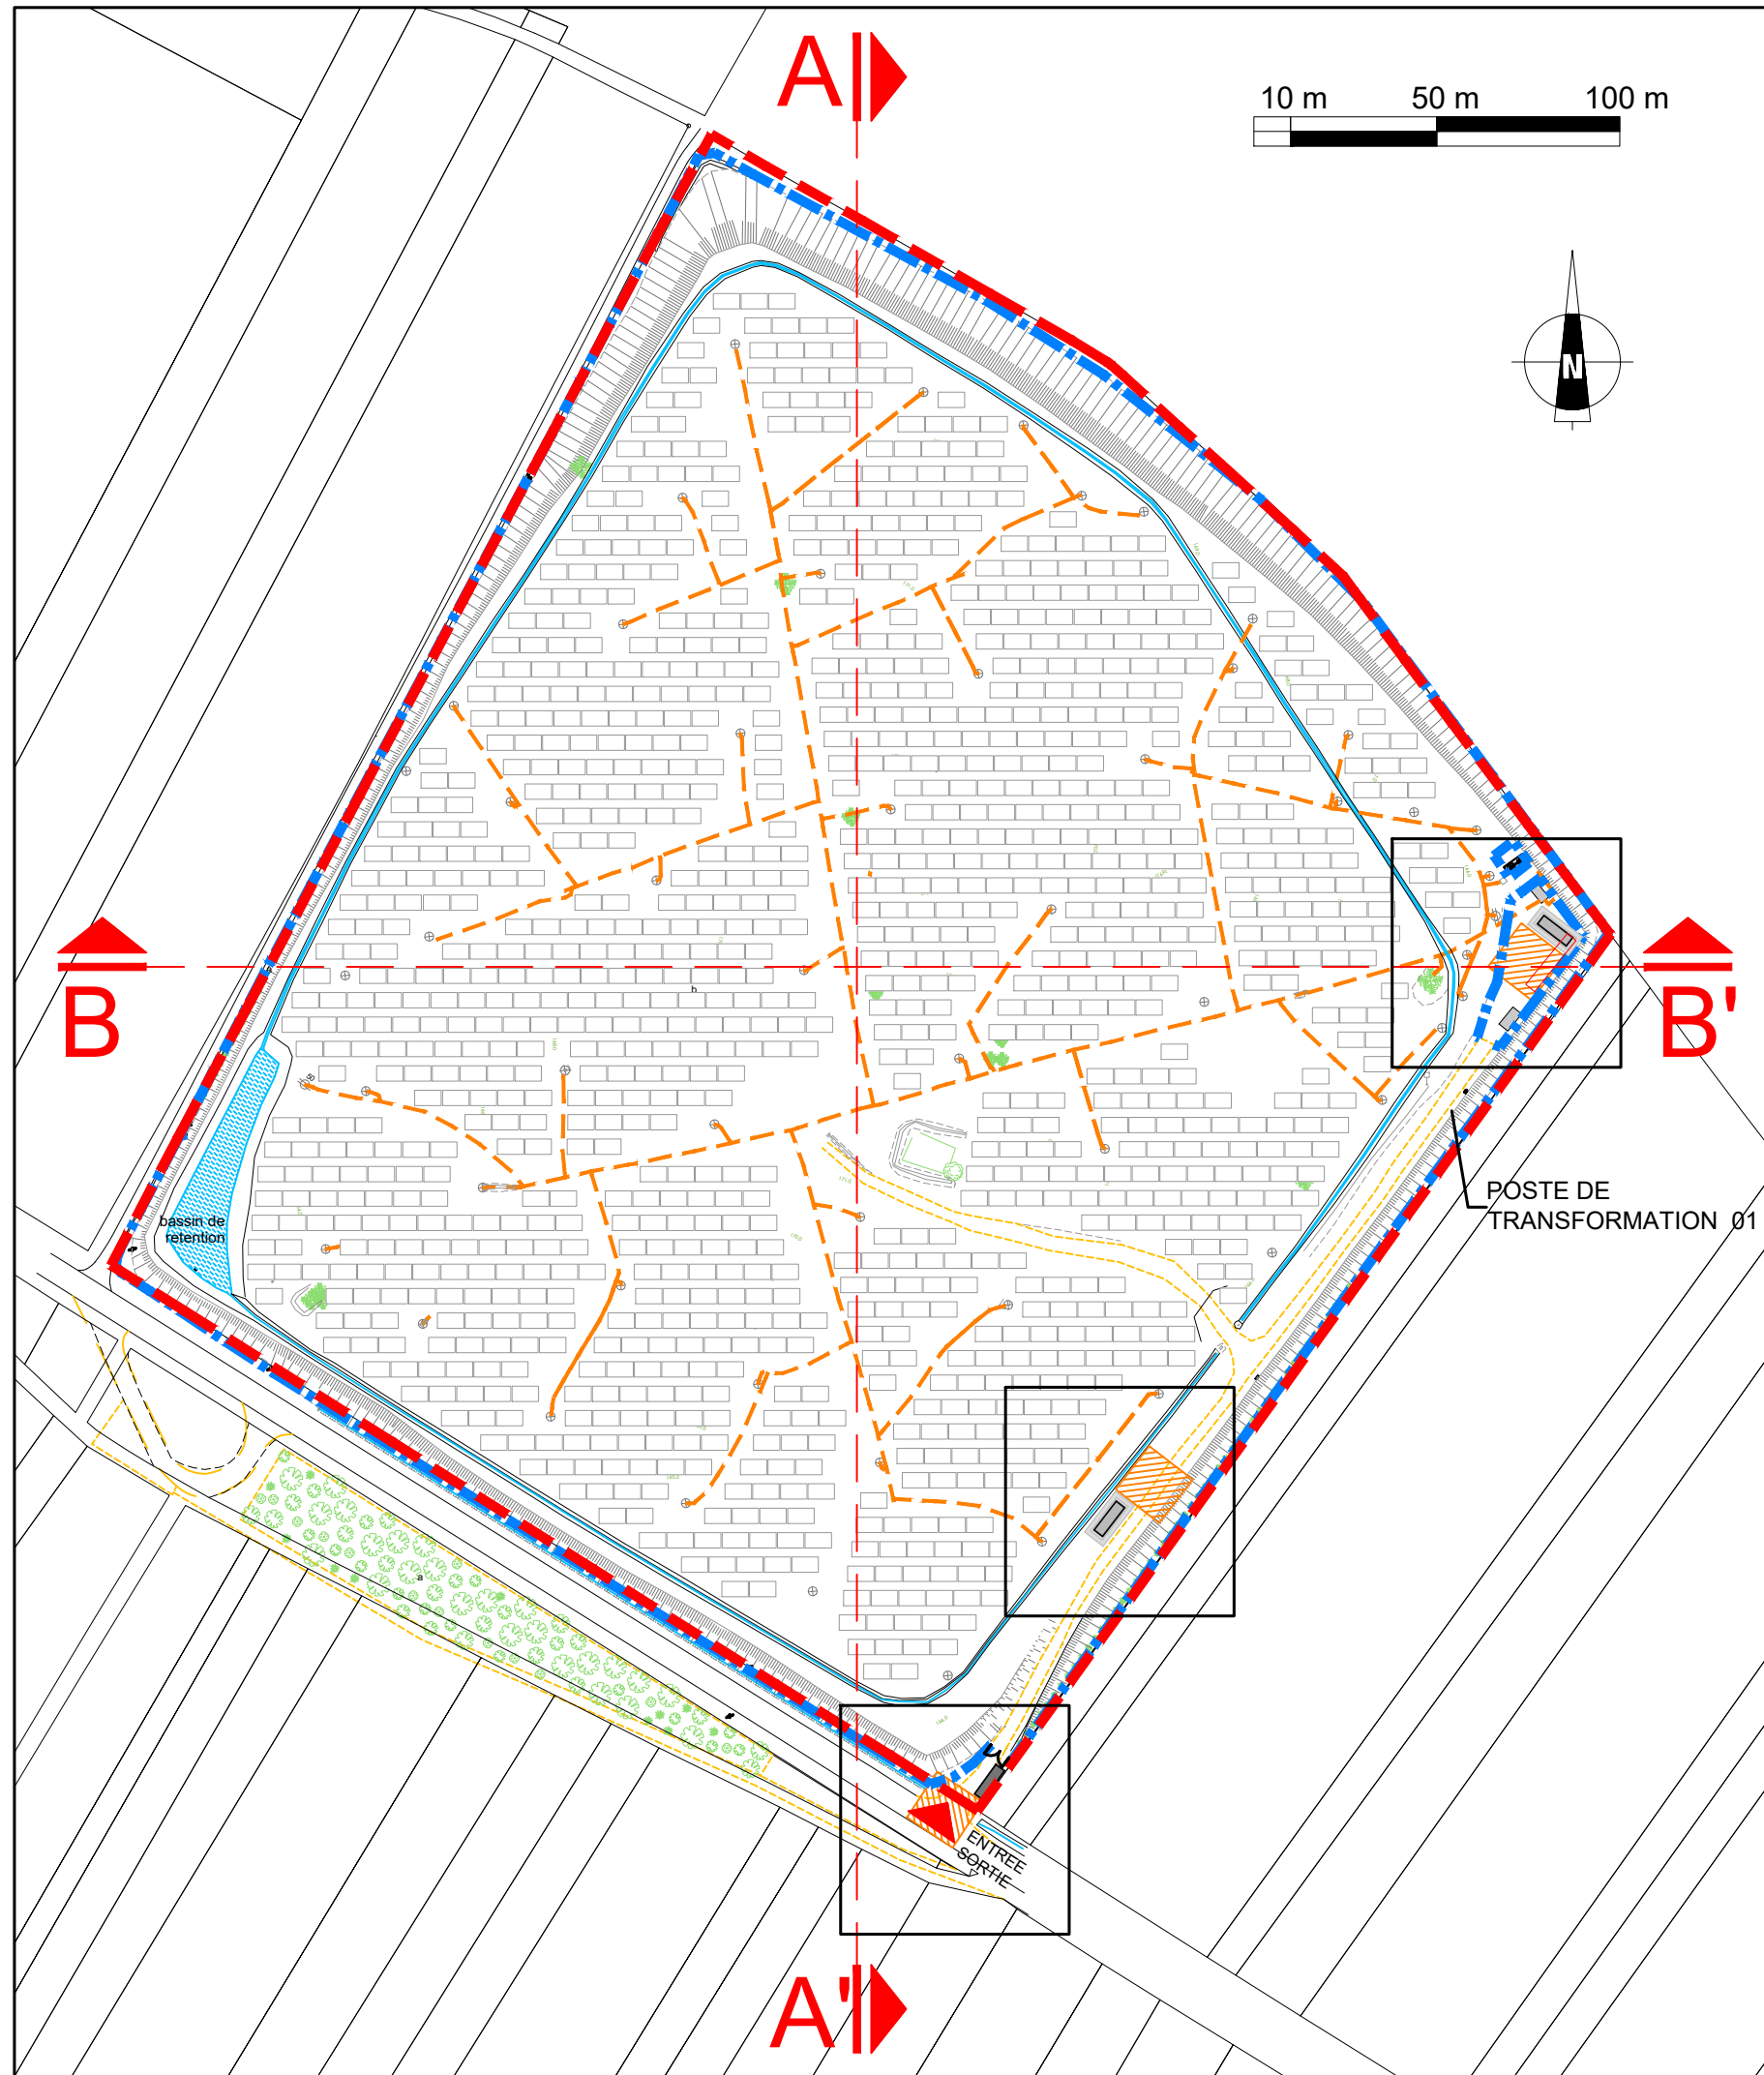 A
10 m 50 m 100 m
N
B
B'
b
bassin de
retention
POSTE DE
TRANSFORMATION 01
a
ENTREE
SORTIE
A'